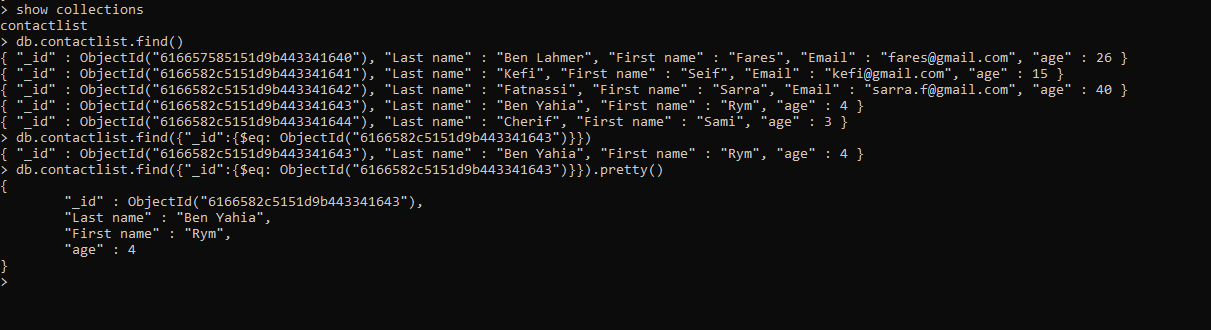 > show collections
contactlist
> db.contactlist.find()
{ "_id" : ObjectId("616657585151d9b443341640"), "Last name" : "Ben Lahmer", "First name" : "Fares", "Email" : "fares@gmail.com", "age" : 26 }
{ "_id" : ObjectId("6166582c5151d9b443341641"), "Last name" : "Kefi", "First name" : "Seif", "Email" : "kefi@gmail.com", "age" : 15 }
{ "_id" : ObjectId("6166582c5151d9b443341642"), "Last name" : "Fatnassi", "First name" : "Sarra", "Email" : "sarra.f@gmail.com", "age" : 40 }
{ "_id" : ObjectId("6166582c5151d9b443341643"), "Last name" : "Ben Yahia", "First name" : "Rym", "age" : 4 }
{ "_id" : ObjectId("6166582c5151d9b443341644"), "Last name" : "Cherif", "First name" : "Sami", "age" : 3 }
> db.contactlist.find({"_id":{$eq: ObjectId("6166582c5151d9b443341643")}})
{ "_id" : ObjectId("6166582c5151d9b443341643"), "Last name" : "Ben Yahia", "First name" : "Rym", "age" : 4 }
> db.contactlist.find({"_id":{$eq: ObjectId("6166582c5151d9b443341643")}}).pretty()
{
        "_id" : ObjectId("6166582c5151d9b443341643"),
        "Last name" : "Ben Yahia",
        "First name" : "Rym",
        "age" : 4
}
>